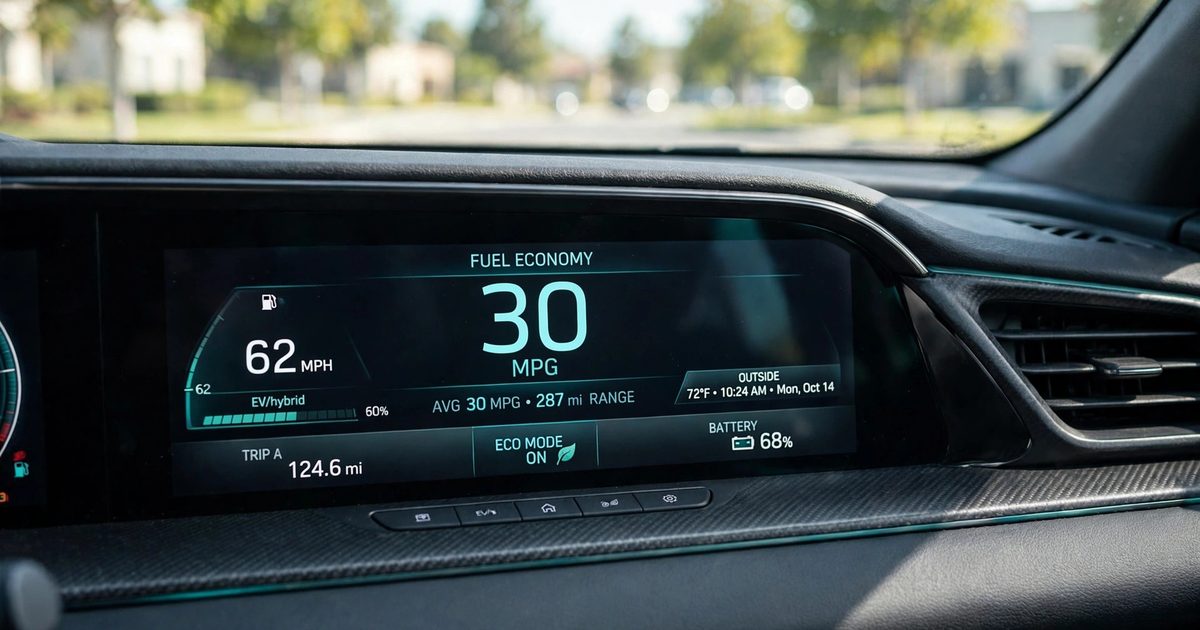 FUEL ECONOMY
30
MPG
62 MPH
62
EV/hybrid
60%
AVG 30 MPG • 287 mi RANGE
OUTSIDE
72°F • 10:24 AM • Mon, Oct 14
TRIP A
124.6 mi
ECO MODE
ON
BATTERY
68%